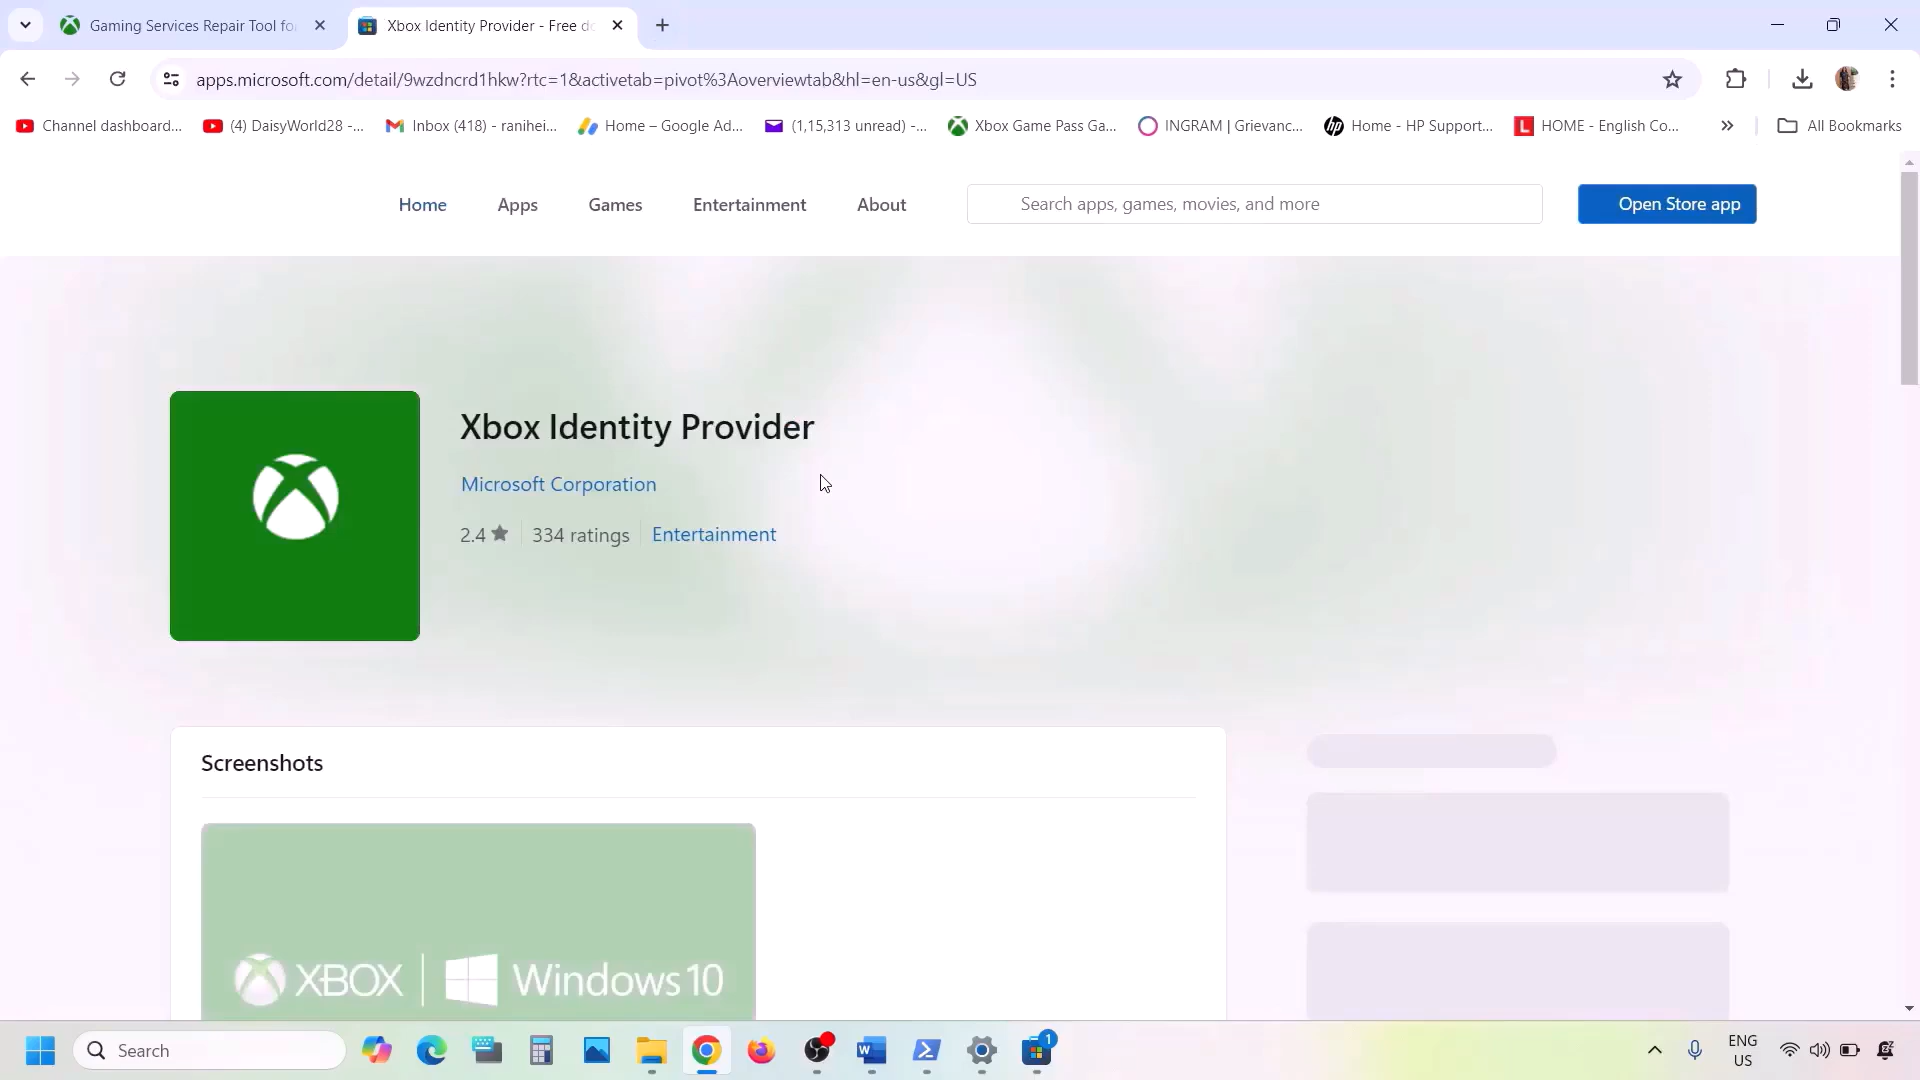 Gaming Services Repair Tool fo
Xbox Identity Provider - Free do
apps.microsoft.com/detail/9wzdncrd1hkw?rtc=1&activetab=pivot%3Aoverviewtab&hl=en-us&gl=US
Channel dashboard...
(4) DaisyWorld28 -...
Inbox (418) - ranihei...
Home – Google Ad...
(1,15,313 unread) -...
Xbox Game Pass Ga...
INGRAM | Grievanc...
Home - HP Support...
HOME - English Co...
All Bookmarks
Home
Apps
Games
Entertainment
About
Search apps, games, movies, and more
Open Store app
Xbox Identity Provider
Microsoft Corporation
2.4
334 ratings
Entertainment
Screenshots
XBOX
Windows 10
Search
1
ENG
US